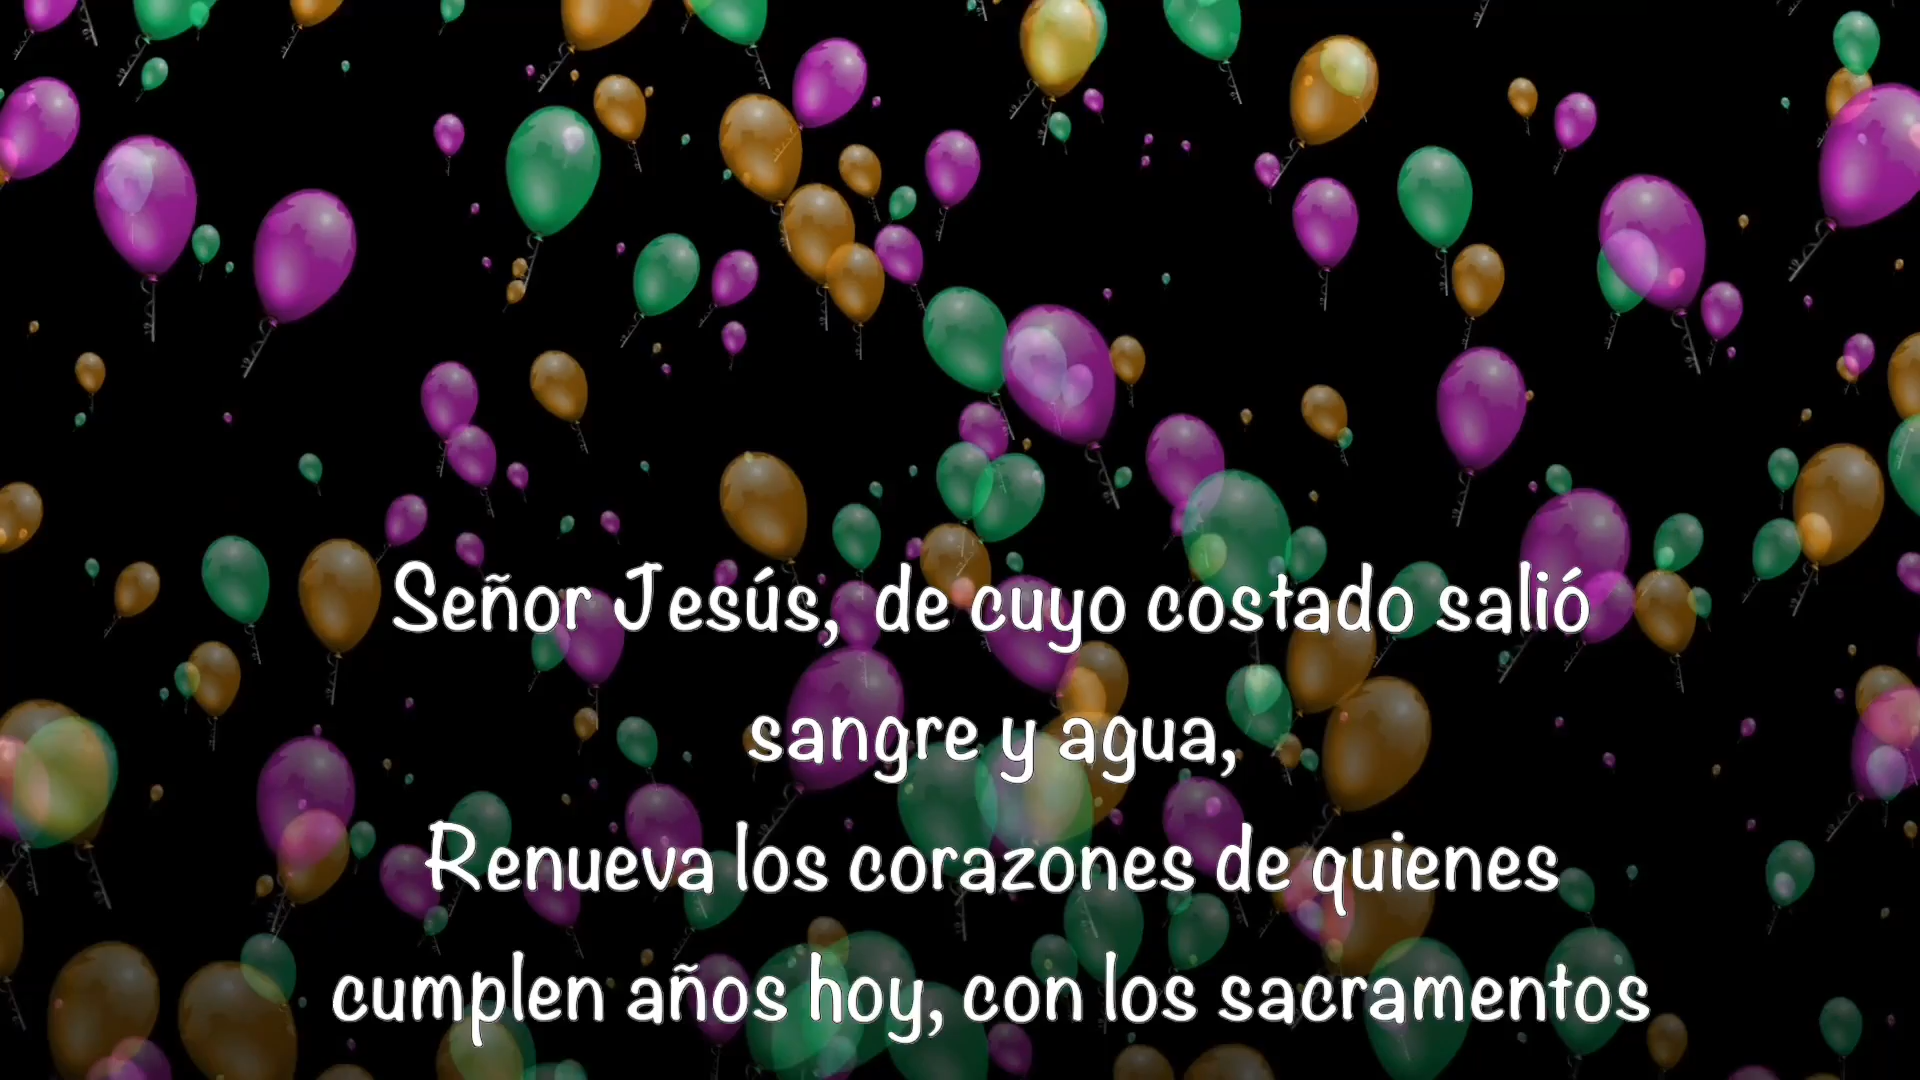 Señor Jesús, de cuyo costado salió
sangre y agua,
Renueva los corazones de quienes
cumplen años hoy, con los sacramentos